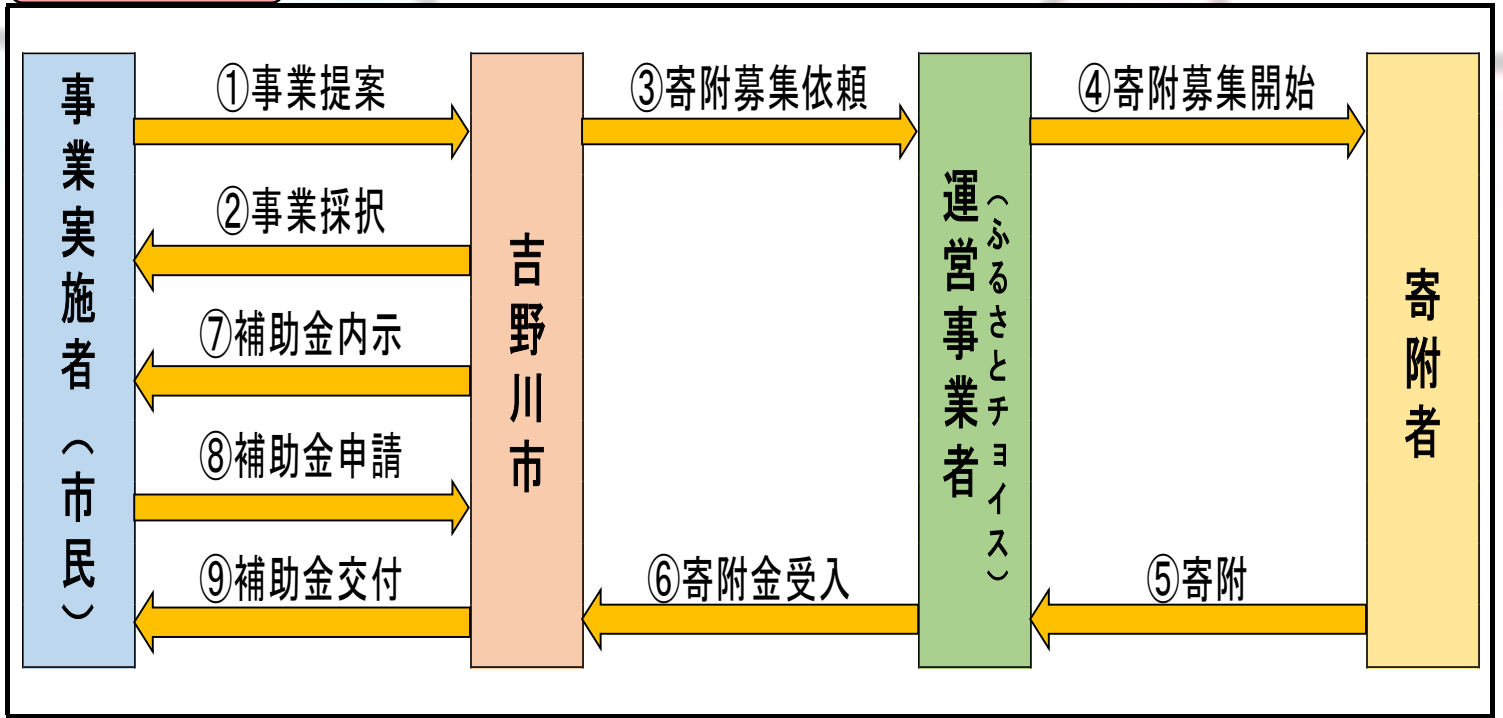 事業実施者（市民）
①事業提案
②事業採択
⑦補助金内示
⑧補助金申請
⑨補助金交付
吉野川市
③寄附募集依頼
⑥寄附金受入
運営事業者
（ふるさとチョイス）
④寄附募集開始
⑤寄附
寄附者